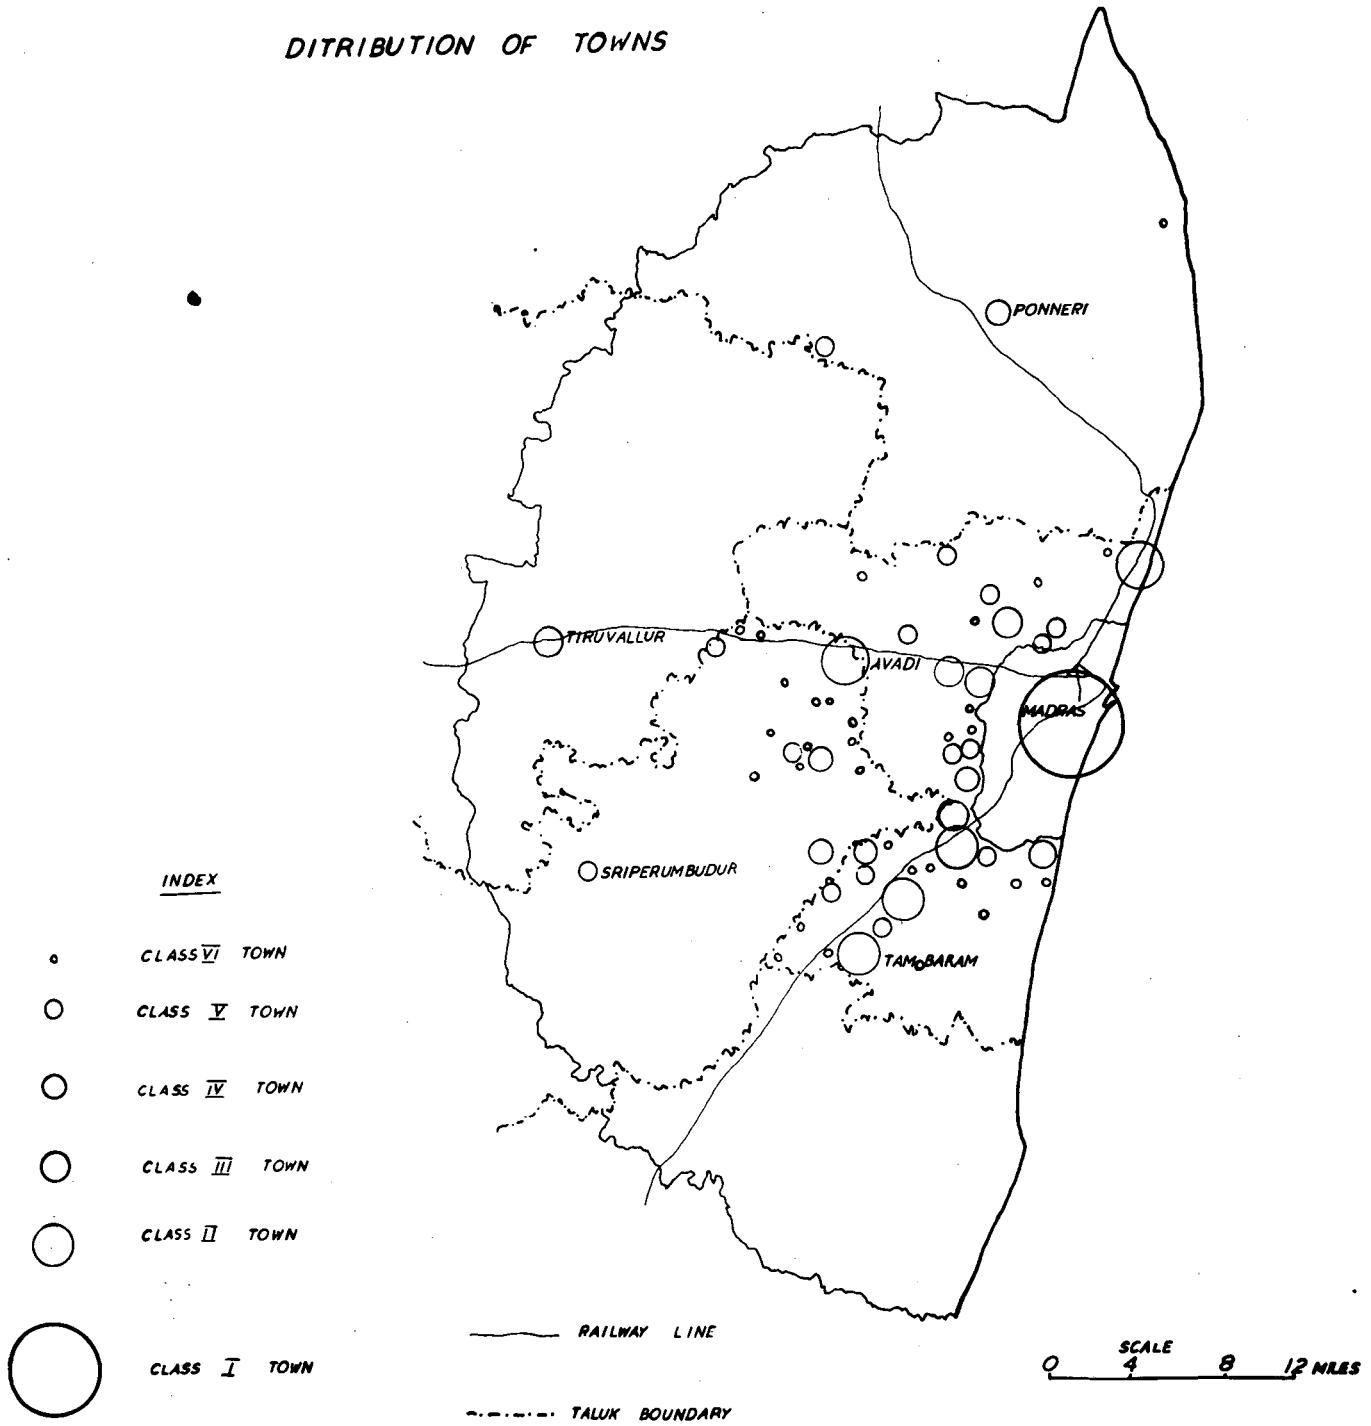 DITRIBUTION OF TOWNS
PONNERI
TIRUVALLUR
AVADI
MADRAS
SRIPERUMBUDUR
TAMBARAM
INDEX
CLASS VI TOWN
CLASS V TOWN
CLASS IV TOWN
CLASS III TOWN
CLASS II TOWN
CLASS I TOWN
RAILWAY LINE
TALUK BOUNDARY
SCALE
0 4 8 12 MILES